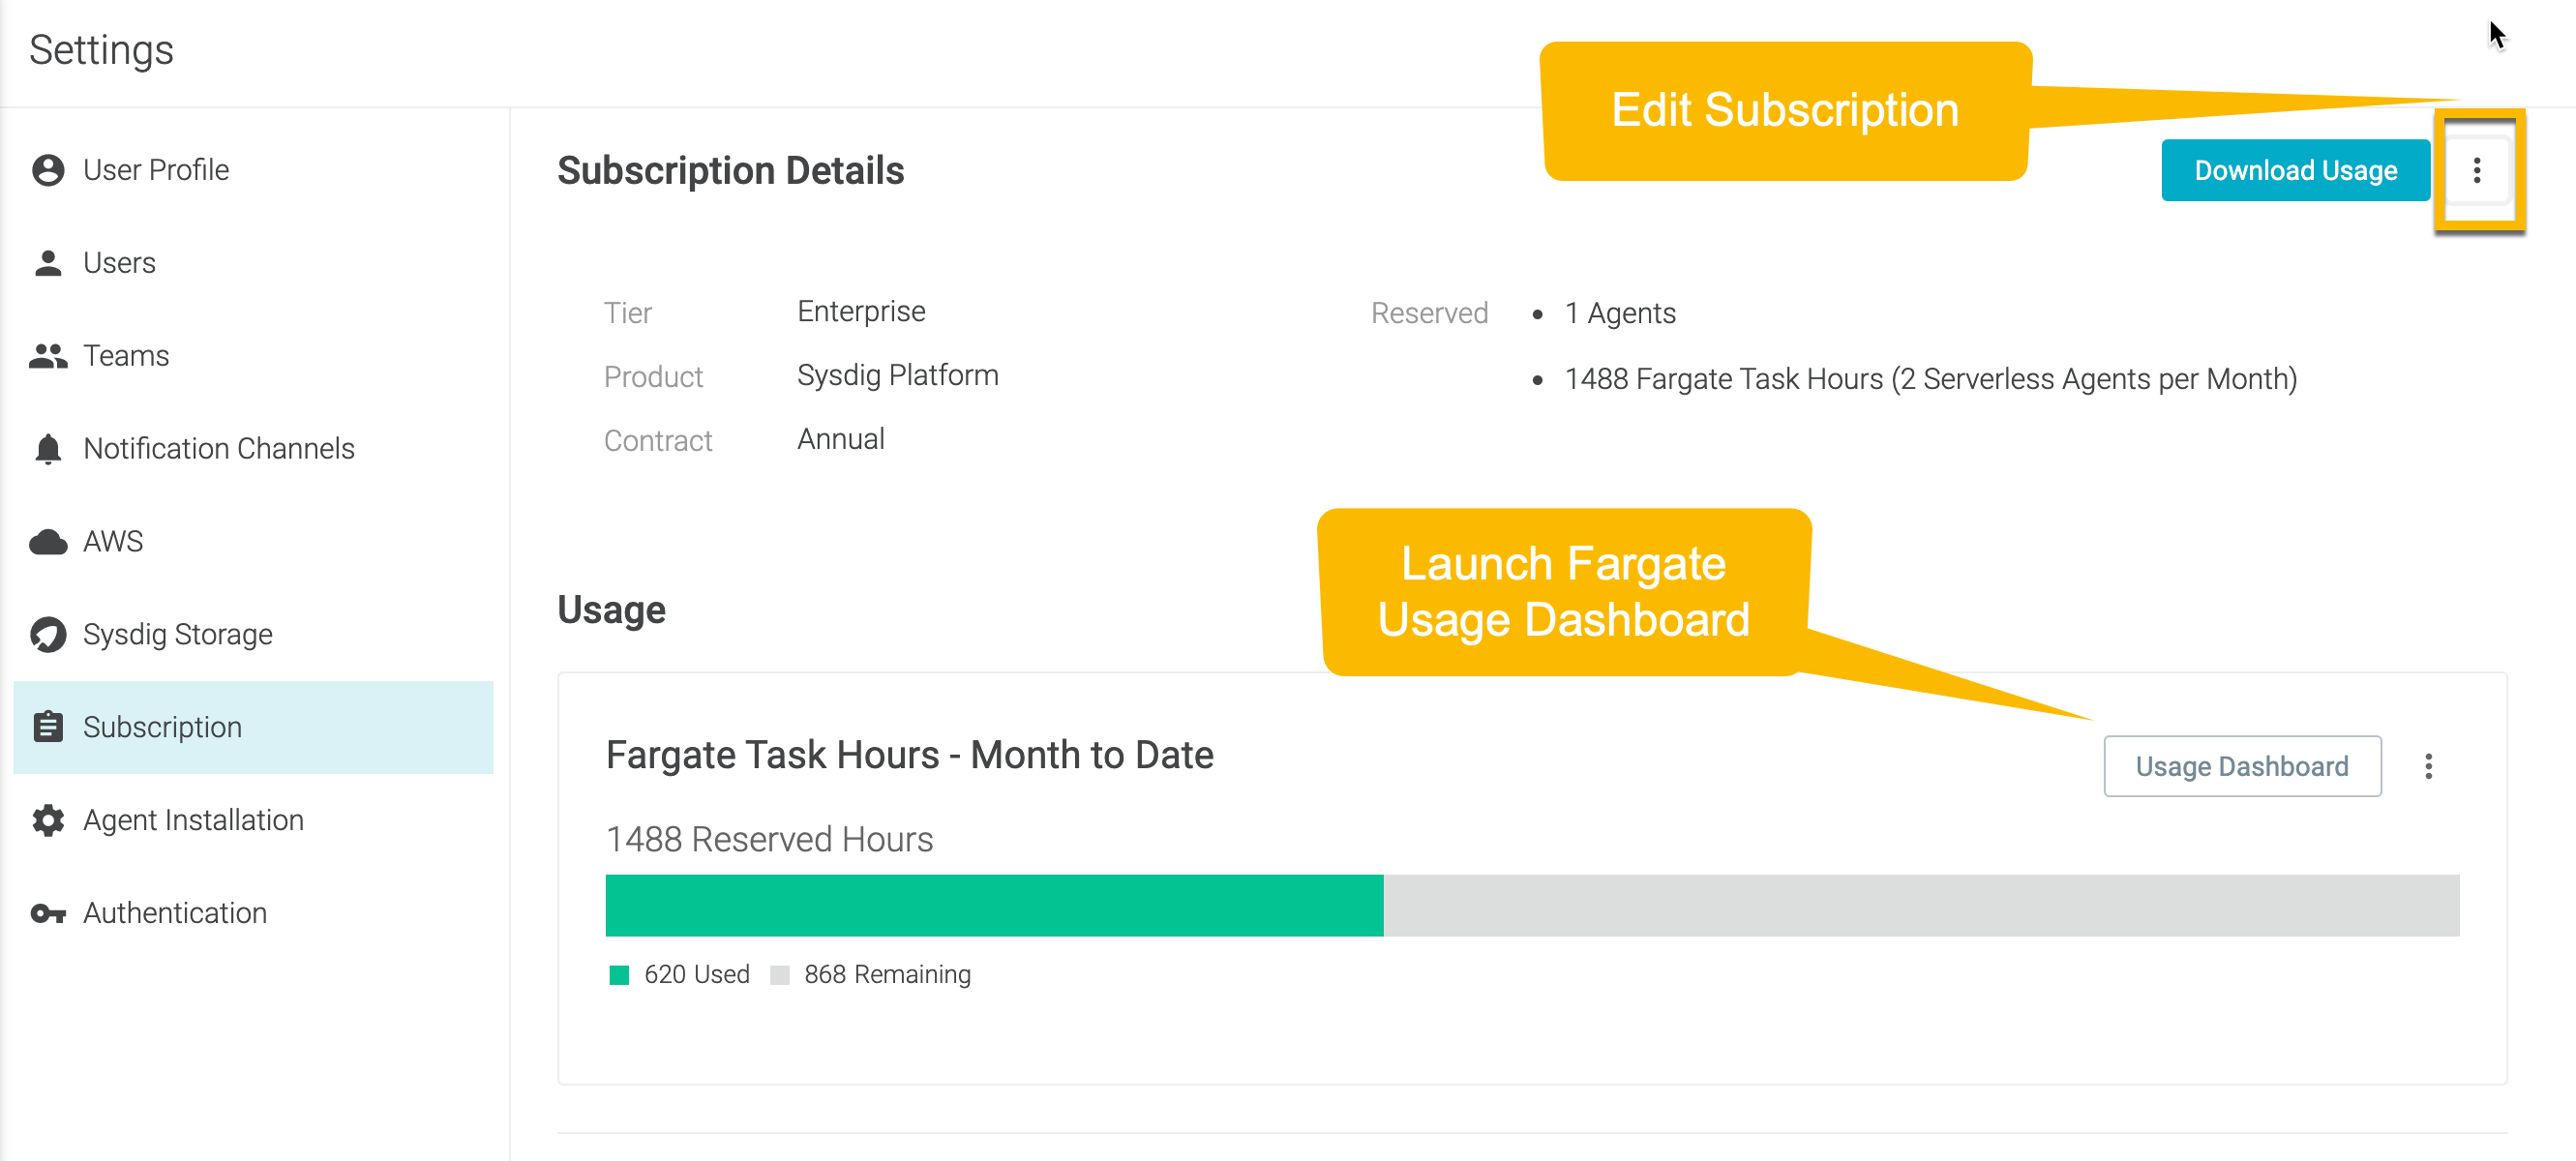 Settings
Edit Subscription
User Profile
Users
Teams
Notification Channels
AWS
Sysdig Storage
Subscription
Agent Installation
Authentication
Subscription Details
Download Usage
Tier Enterprise
Product Sysdig Platform
Contract Annual
Reserved • 1 Agents
• 1488 Fargate Task Hours (2 Serverless Agents per Month)
Launch Fargate
Usage Dashboard
Usage
Fargate Task Hours - Month to Date
Usage Dashboard
1488 Reserved Hours
620 Used 868 Remaining